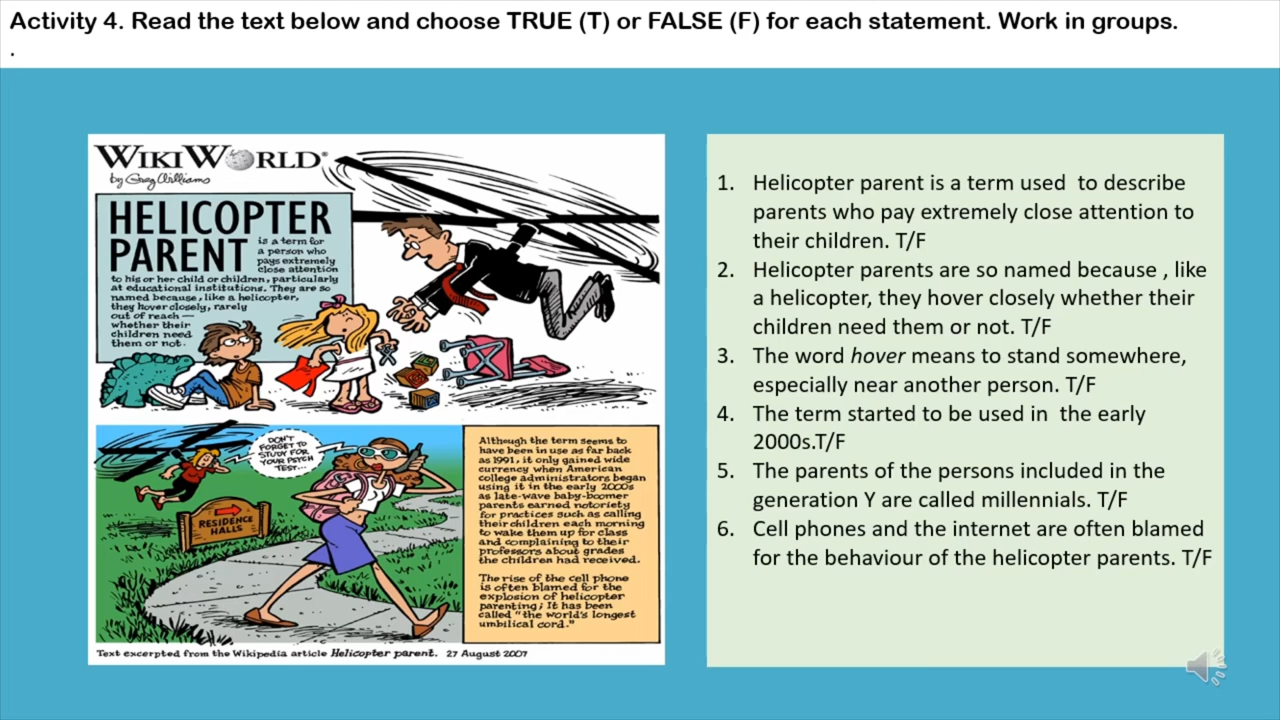 Activity 4. Read the text below and choose TRUE (T) or FALSE (F) for each statement. Work in groups.
.
WIKIWORLD®
by Greg Williams
HELICOPTER
PARENT is a term for
a person who
pays extremely
close attention
to his or her child or children, particularly
at educational institutions. They are so
named because, like a helicopter,
they hover closely, rarely
out of reach —
whether their
children need
them or not.
DON'T
FORGET TO
STUDY FOR
YOUR PSYCH
TEST...
RESIDENCE
HALLS
Although the term seems to
have been in use as far back
as 1991, it only gained wide
currency when American
college administrators began
using it in the early 2000s
as late-wave baby-boomer
parents earned notoriety
for practices such as calling
their children each morning
to wake them up for class
and complaining to their
professors about grades
the children had received.
The rise of the cell phone
is often blamed for the
explosion of helicopter
parenting; It has been
called "the world's longest
umbilical cord."
Text excerpted from the Wikipedia article Helicopter parent. 27 August 2007
1. Helicopter parent is a term used to describe
parents who pay extremely close attention to
their children. T/F
2. Helicopter parents are so named because , like
a helicopter, they hover closely whether their
children need them or not. T/F
3. The word hover means to stand somewhere,
especially near another person. T/F
4. The term started to be used in the early
2000s.T/F
5. The parents of the persons included in the
generation Y are called millennials. T/F
6. Cell phones and the internet are often blamed
for the behaviour of the helicopter parents. T/F